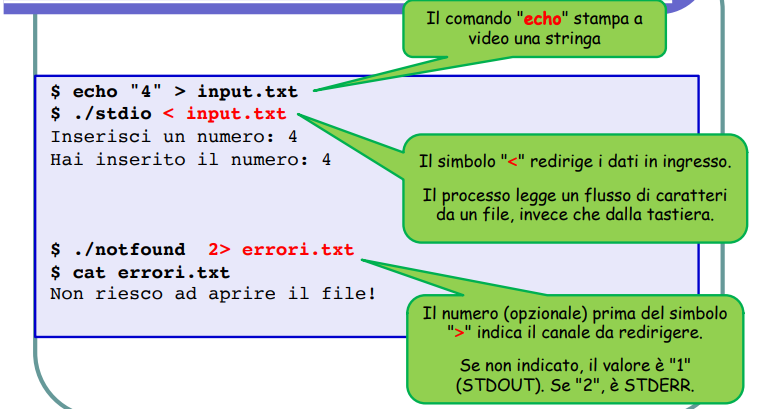 Il comando "echo" stampa a
video una stringa
$ echo "4" > input.txt
$ ./stdio < input.txt
Inserisci un numero: 4
Hai inserito il numero: 4
Il simbolo "<" redirige i dati in ingresso.
Il processo legge un flusso di caratteri
da un file, invece che dalla tastiera.
$ ./notfound 2> errori.txt
$ cat errori.txt
Non riesco ad aprire il file!
Il numero (opzionale) prima del simbolo
">" indica il canale da redirigere.
Se non indicato, il valore è "1"
(STDOUT). Se "2", è STDERR.